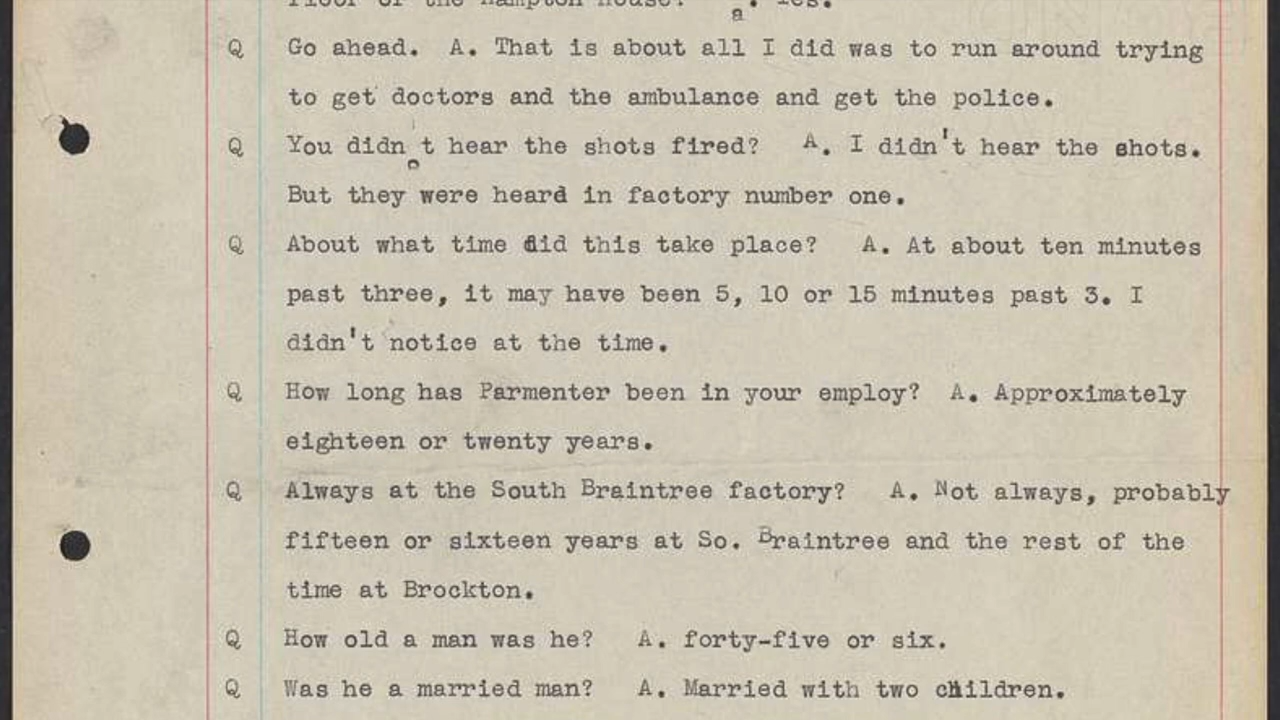 floor of the Hampton House? a. Yes.
Q Go ahead. A. That is about all I did was to run around trying
to get doctors and the ambulance and get the police.
Q You didn't hear the shots fired? A. I didn't hear the shots.
But they were heard in factory number one.
Q About what time did this take place? A. At about ten minutes
past three, it may have been 5, 10 or 15 minutes past 3. I
didn't notice at the time.
Q How long has Parmenter been in your employ? A. Approximately
eighteen or twenty years.
Q Always at the South Braintree factory? A. Not always, probably
fifteen or sixteen years at So. Braintree and the rest of the
time at Brockton.
Q How old a man was he? A. forty-five or six.
Q Was he a married man? A. Married with two children.